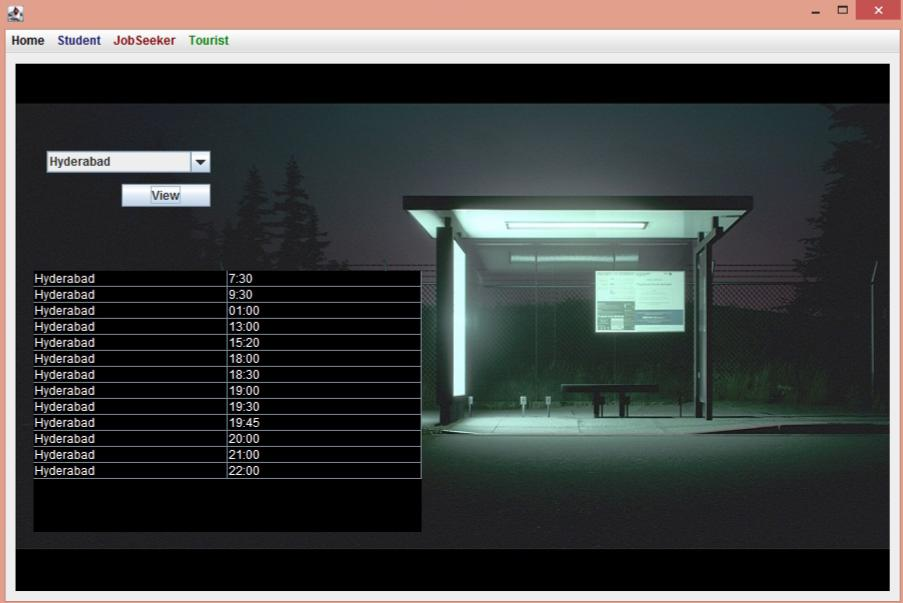 Home Student JobSeeker Tourist
Hyderabad
View
Hyderabad 7:30
Hyderabad 9:30
Hyderabad 01:00
Hyderabad 13:00
Hyderabad 15:20
Hyderabad 18:00
Hyderabad 18:30
Hyderabad 19:00
Hyderabad 19:30
Hyderabad 19:45
Hyderabad 20:00
Hyderabad 21:00
Hyderabad 22:00